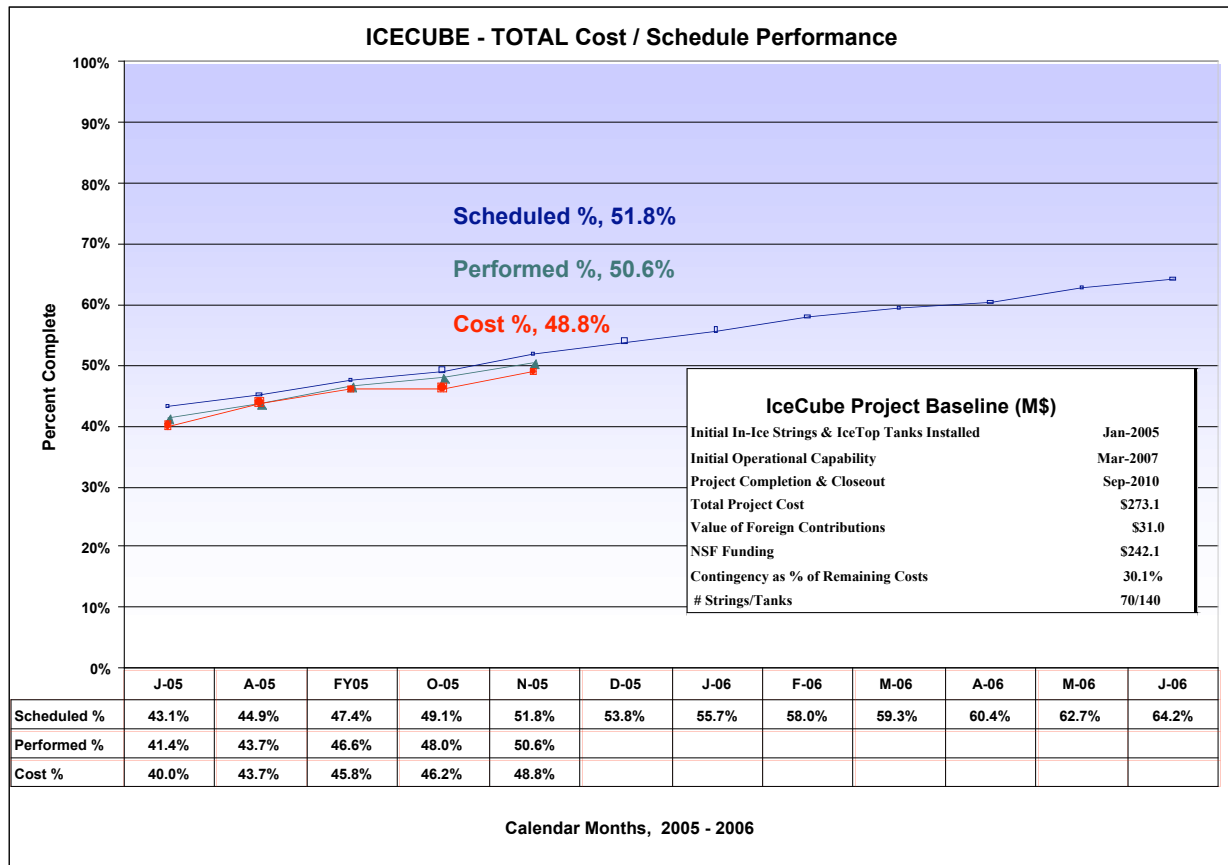 ICECUBE - TOTAL Cost / Schedule Performance
100%
90%
80%
70%
60%
50%
40%
30%
20%
10%
0%
Percent Complete
Scheduled %, 51.8%
Performed %, 50.6%
Cost %, 48.8%
IceCube Project Baseline (M$)
Initial In-Ice Strings & IceTop Tanks Installed Jan-2005
Initial Operational Capability Mar-2007
Project Completion & Closeout Sep-2010
Total Project Cost $273.1
Value of Foreign Contributions $31.0
NSF Funding $242.1
Contingency as % of Remaining Costs 30.1%
# Strings/Tanks 70/140
J-05 A-05 FY05 O-05 N-05 D-05 J-06 F-06 M-06 A-06 M-06 J-06
Scheduled % 43.1% 44.9% 47.4% 49.1% 51.8% 53.8% 55.7% 58.0% 59.3% 60.4% 62.7% 64.2%
Performed % 41.4% 43.7% 46.6% 48.0% 50.6%
Cost % 40.0% 43.7% 45.8% 46.2% 48.8%
Calendar Months, 2005 - 2006